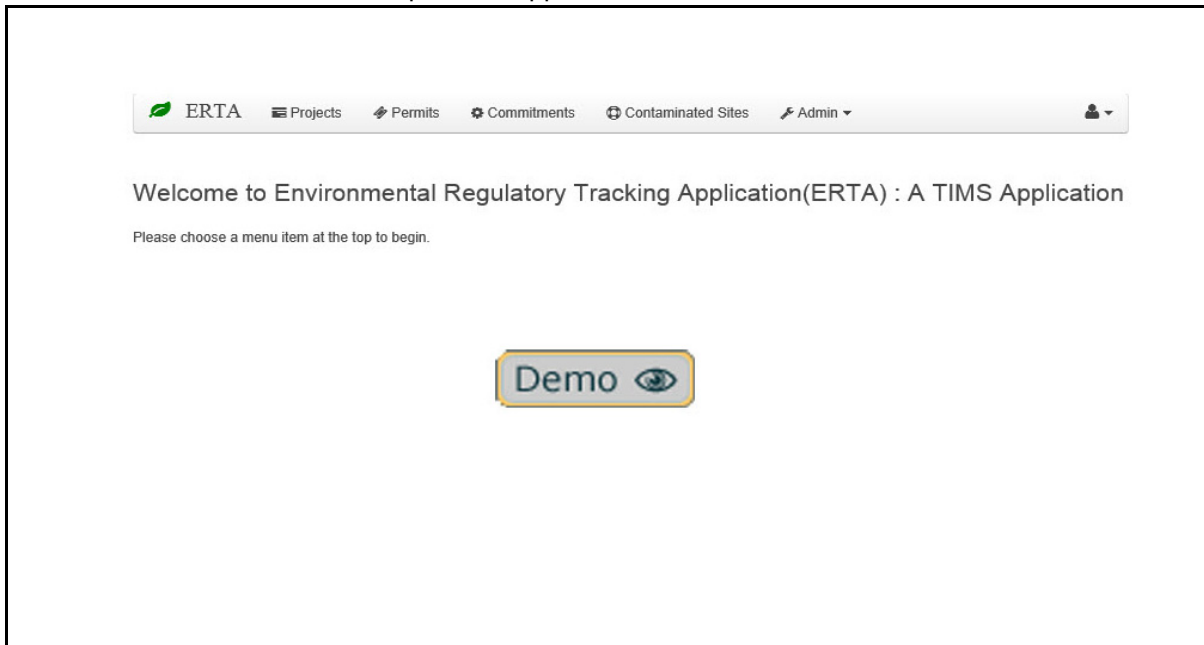 ERTA Projects Permits Commitments Contaminated Sites Admin
Welcome to Environmental Regulatory Tracking Application(ERTA) : A TIMS Application
Please choose a menu item at the top to begin.
Demo